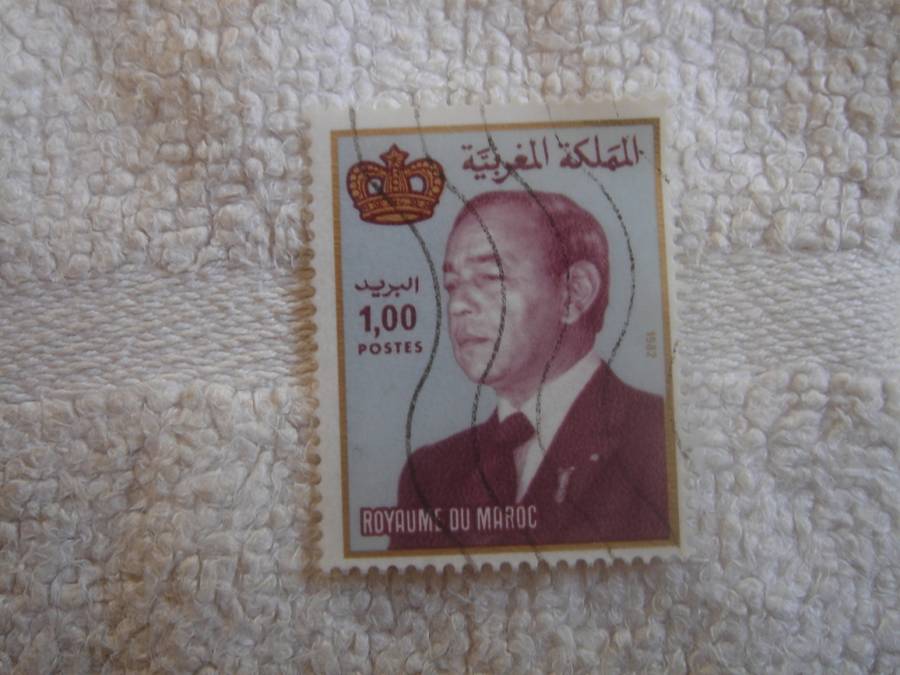 المملكة المغربية
البريد
1,00
POSTES
1982
ROYAUME DU MAROC